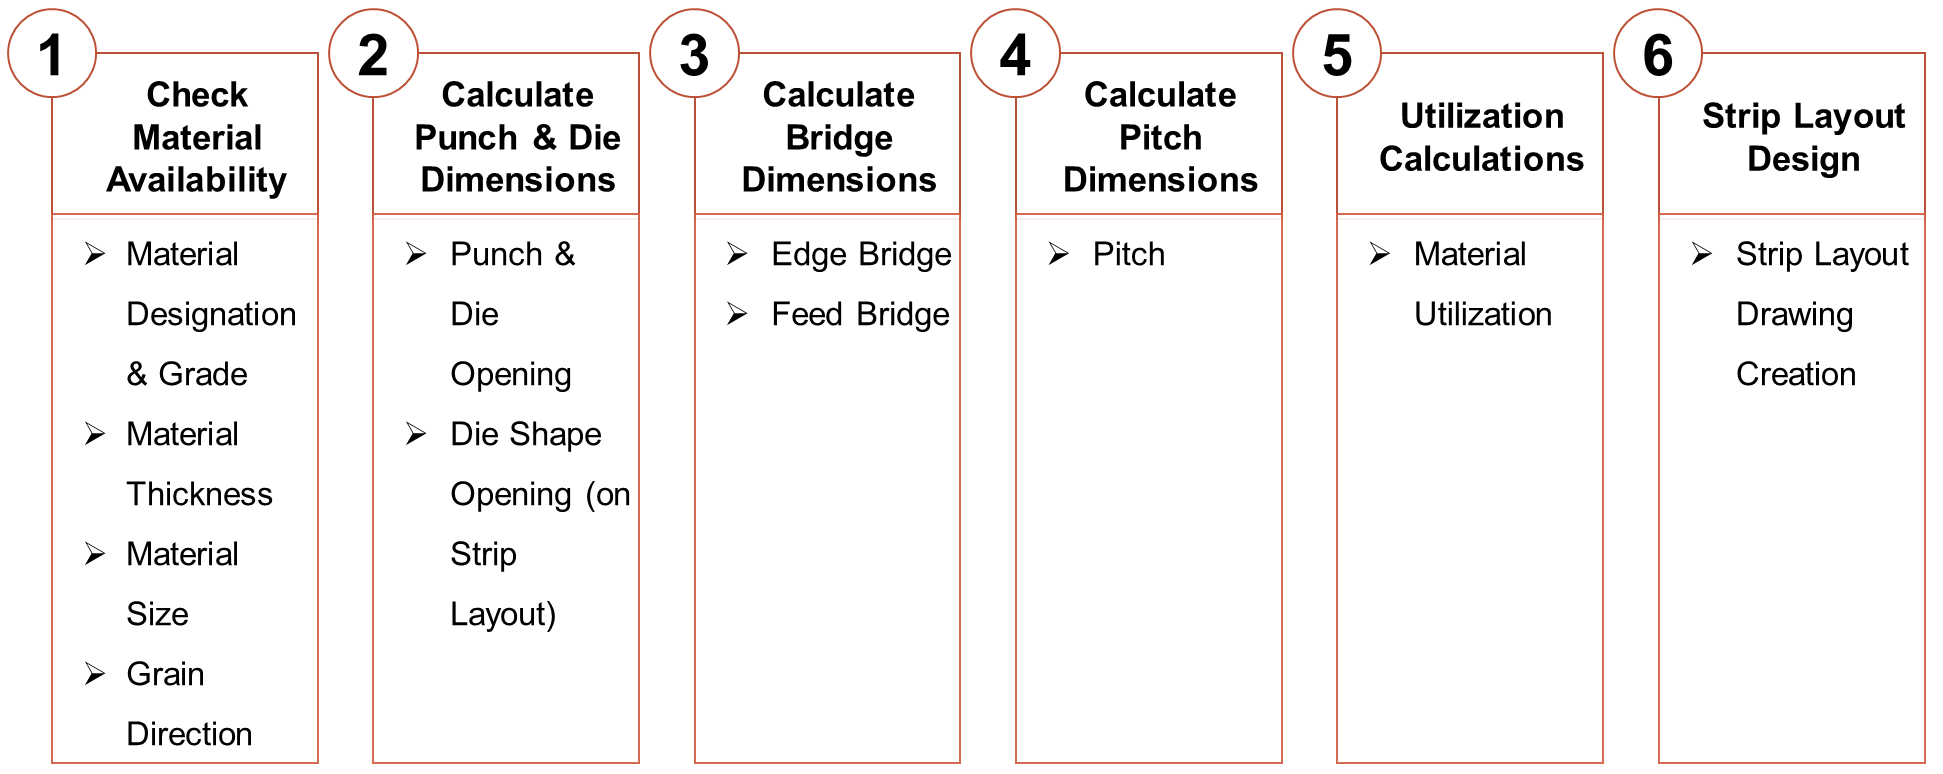 1
Check
Material
Availability
➢ Material
Designation
& Grade
➢ Material
Thickness
➢ Material
Size
➢ Grain
Direction
2
Calculate
Punch & Die
Dimensions
➢ Punch &
Die
Opening
➢ Die Shape
Opening (on
Strip
Layout)
3
Calculate
Bridge
Dimensions
➢ Edge Bridge
➢ Feed Bridge
4
Calculate
Pitch
Dimensions
➢ Pitch
5
Utilization
Calculations
➢ Material
Utilization
6
Strip Layout
Design
➢ Strip Layout
Drawing
Creation